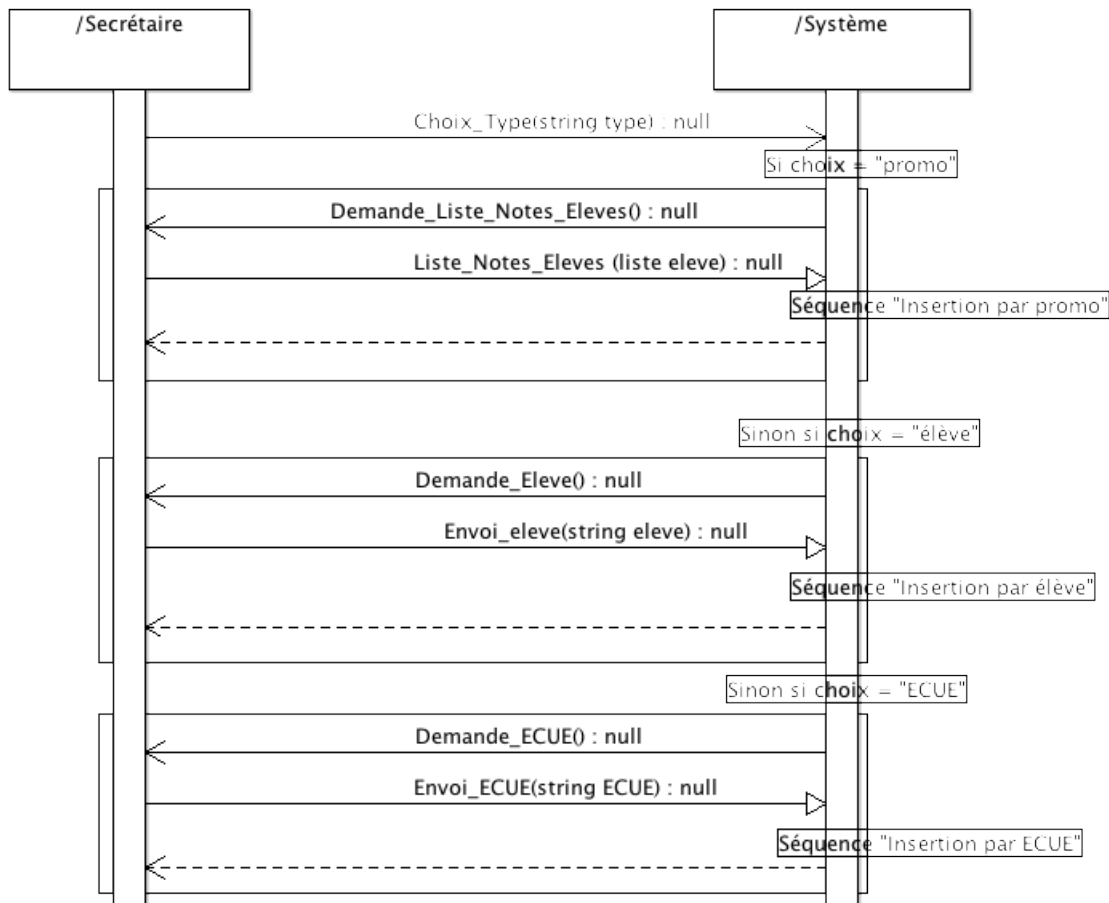 /Secrétaire
/Système
Choix_Type(string type) : null
Si choix = "promo"
Demande_Liste_Notes_Eleves() : null
Liste_Notes_Eleves (liste eleve) : null
Séquence "Insertion par promo"
Sinon si choix = "élève"
Demande_Eleve() : null
Envoi_eleve(string eleve) : null
Séquence "Insertion par élève"
Sinon si choix = "ECUE"
Demande_ECUE() : null
Envoi_ECUE(string ECUE) : null
Séquence "Insertion par ECUE"